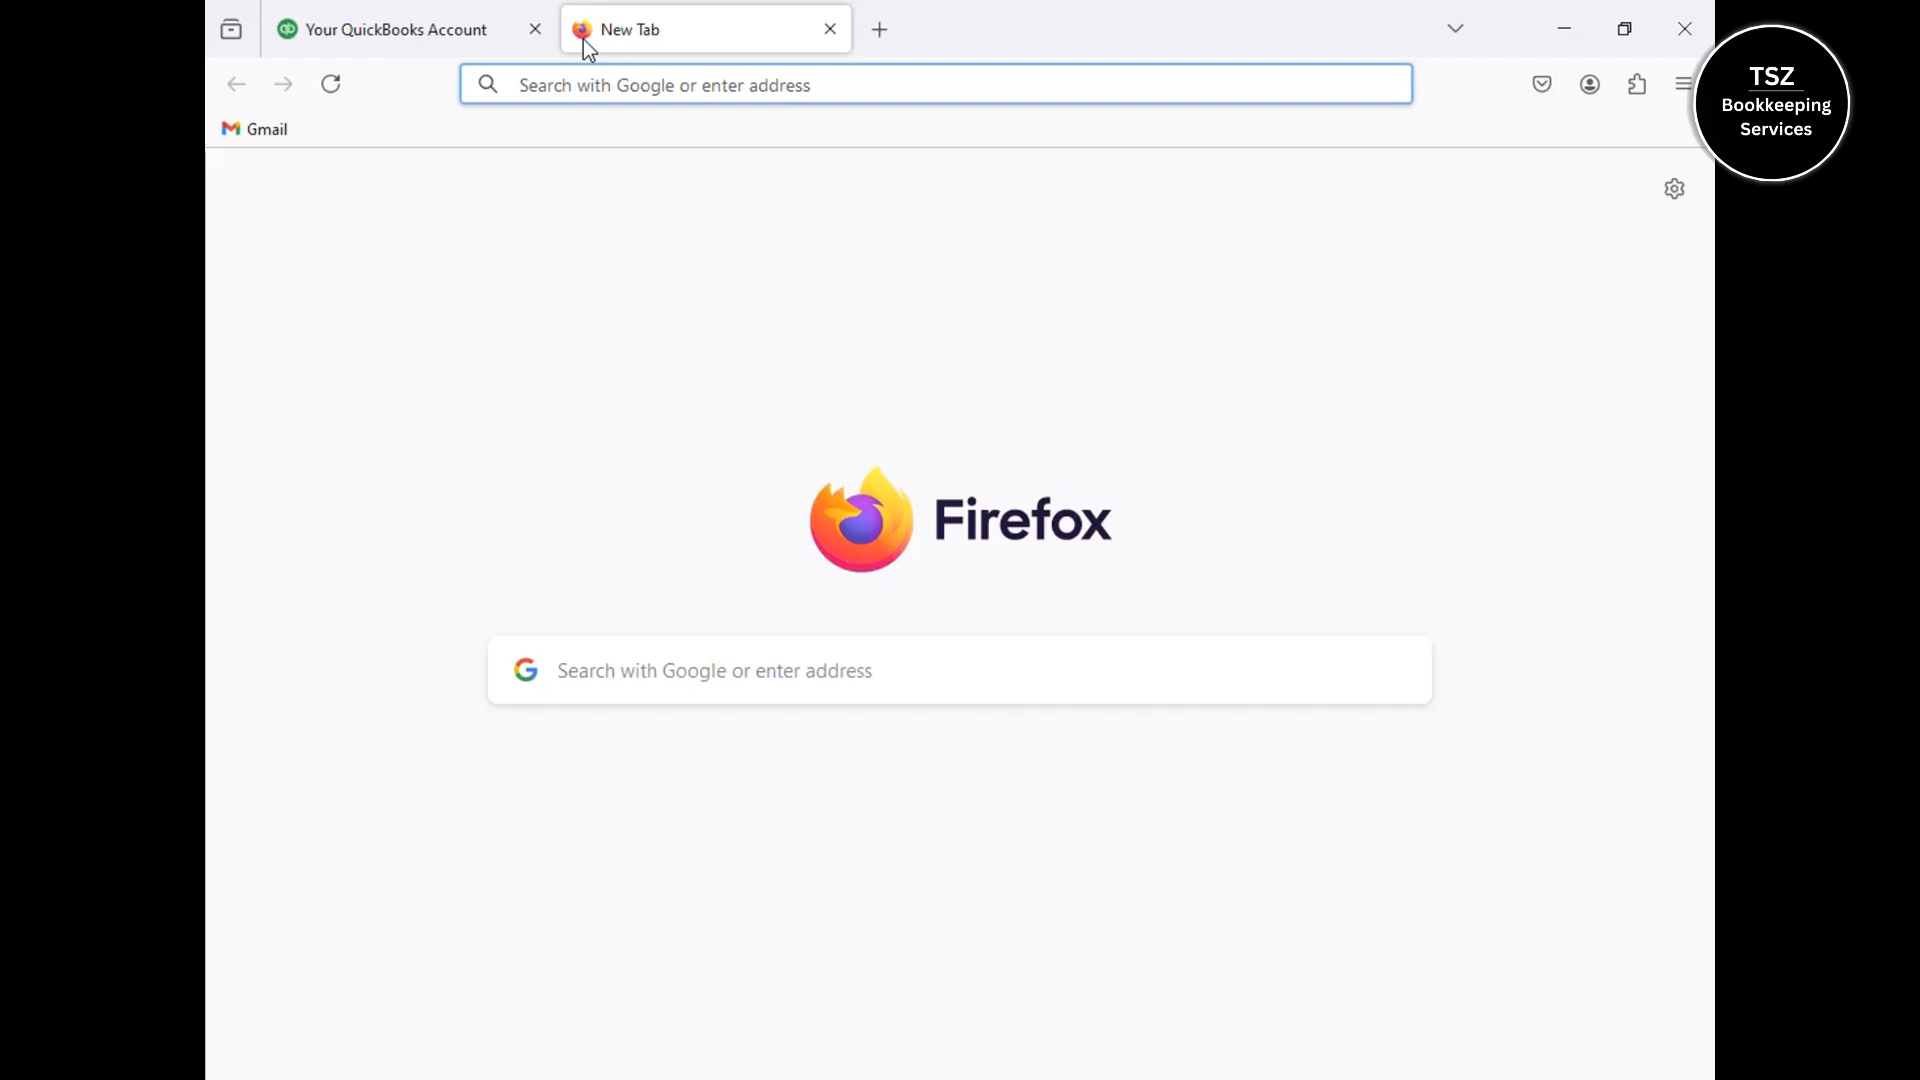 Your QuickBooks Account
New Tab
Search with Google or enter address
Gmail
TSZ
Bookkeeping
Services
Firefox
Search with Google or enter address